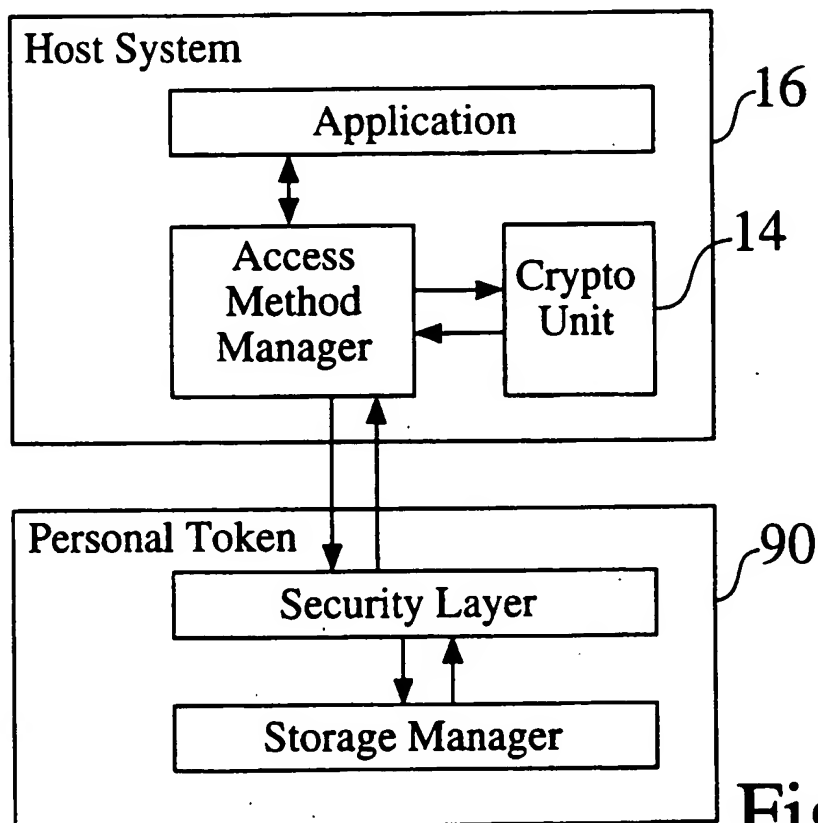 Host System
16
Application
14
Access
Method
Manager
Crypto
Unit
Personal Token
90
Security Layer
Storage Manager